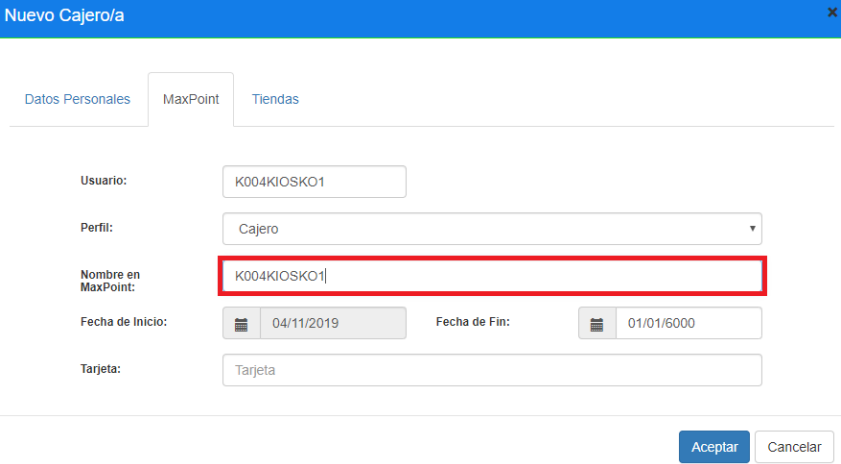 Nuevo Cajero/a
×
Datos Personales MaxPoint Tiendas
Usuario: K004KIOSKO1
Perfil: Cajero
Nombre en
MaxPoint: K004KIOSKO1
Fecha de Inicio: 04/11/2019 Fecha de Fin: 01/01/6000
Tarjeta: Tarjeta
Aceptar Cancelar